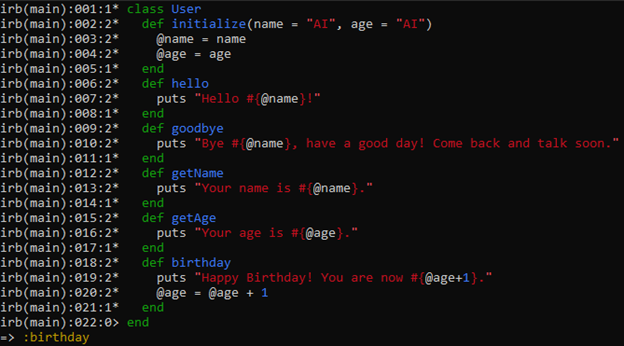 irb(main):001:1* class User
irb(main):002:2*   def initialize(name = "AI", age = "AI")
irb(main):003:2*     @name = name
irb(main):004:2*     @age = age
irb(main):005:1*   end
irb(main):006:2*   def hello
irb(main):007:2*     puts "Hello #{@name}!"
irb(main):008:1*   end
irb(main):009:2*   def goodbye
irb(main):010:2*     puts "Bye #{@name}, have a good day! Come back and talk soon."
irb(main):011:1*   end
irb(main):012:2*   def getName
irb(main):013:2*     puts "Your name is #{@name}."
irb(main):014:1*   end
irb(main):015:2*   def getAge
irb(main):016:2*     puts "Your age is #{@age}."
irb(main):017:1*   end
irb(main):018:2*   def birthday
irb(main):019:2*     puts "Happy Birthday! You are now #{@age+1}."
irb(main):020:2*     @age = @age + 1
irb(main):021:1*   end
irb(main):022:0> end
=> :birthday